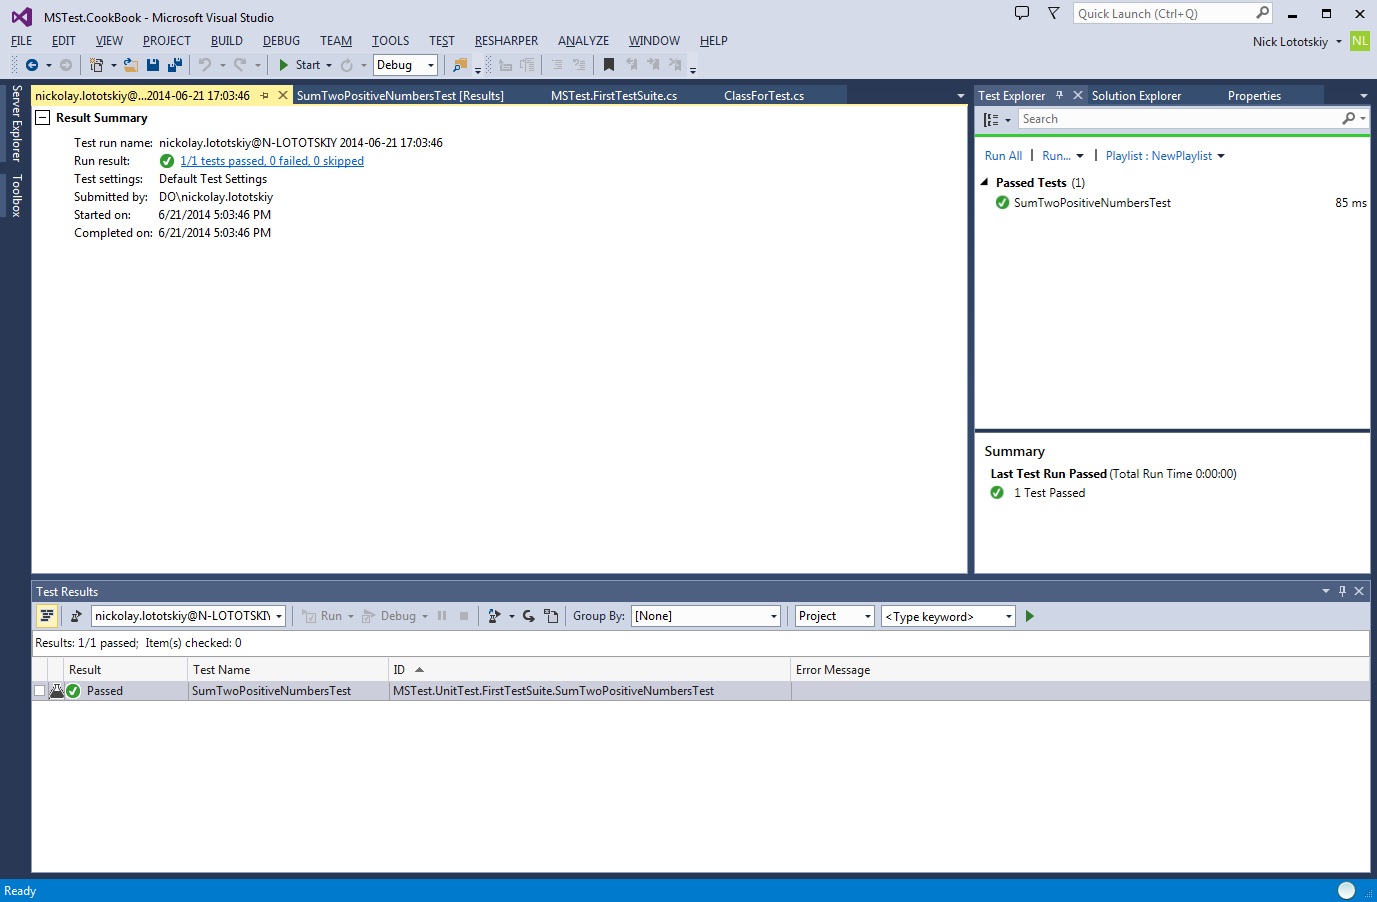 MSTest.CookBook - Microsoft Visual Studio
Quick Launch (Ctrl+Q)
FILE EDIT VIEW PROJECT BUILD DEBUG TEAM TOOLS TEST RESHARPER ANALYZE WINDOW HELP
Nick Lototskiy NL
Start Debug
Server Explorer
Toolbox
nickolay.lototskiy@...2014-06-21 17:03:46 SumTwoPositiveNumbersTest [Results] MSTest.FirstTestSuite.cs ClassForTest.cs
Result Summary
Test run name: nickolay.lototskiy@N-LOTOTSKIY 2014-06-21 17:03:46
Run result: 1/1 tests passed, 0 failed, 0 skipped
Test settings: Default Test Settings
Submitted by: DO\nickolay.lototskiy
Started on: 6/21/2014 5:03:46 PM
Completed on: 6/21/2014 5:03:46 PM
Test Explorer Solution Explorer Properties
Search
Run All | Run... | Playlist : NewPlaylist
Passed Tests (1)
SumTwoPositiveNumbersTest 85 ms
Summary
Last Test Run Passed (Total Run Time 0:00:00)
1 Test Passed
Test Results
nickolay.lototskiy@N-LOTOTSKIY Run Debug Group By: [None] Project <Type keyword>
Results: 1/1 passed; Item(s) checked: 0
Result Test Name ID Error Message
Passed SumTwoPositiveNumbersTest MSTest.UnitTest.FirstTestSuite.SumTwoPositiveNumbersTest
Ready